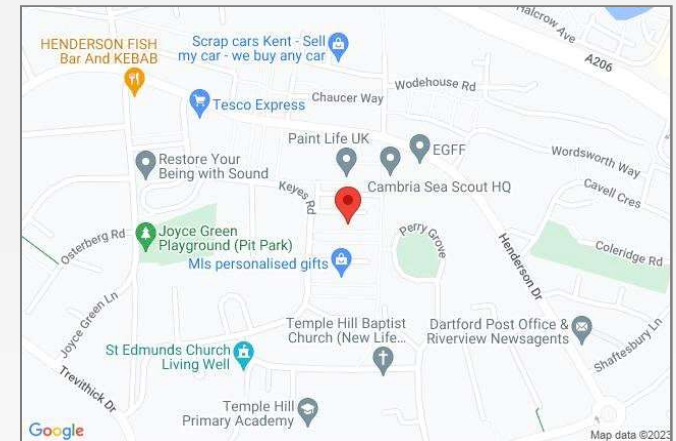 Halcrow Ave
A206
HENDERSON FISH
Bar And KEBAB
Scrap cars Kent - Sell
my car - we buy any car
Wodehouse Rd
Chaucer Way
Tesco Express
Paint Life UK
EGFF
Wordsworth Way
Restore Your
Being with Sound
Keyes Rd
Cambria Sea Scout HQ
Cavell Cres
Osterberg Rd
Joyce Green
Playground (Pit Park)
Perry Grove
Henderson Dr
Coleridge Rd
Mls personalised gifts
Joyce Green Ln
Temple Hill Baptist
Church (New Life...
Dartford Post Office &
Riverview Newsagents
Shaftesbury Ln
St Edmunds Church
Living Well
Trevithick Dr
Temple Hill
Primary Academy
Google
Map data ©2023